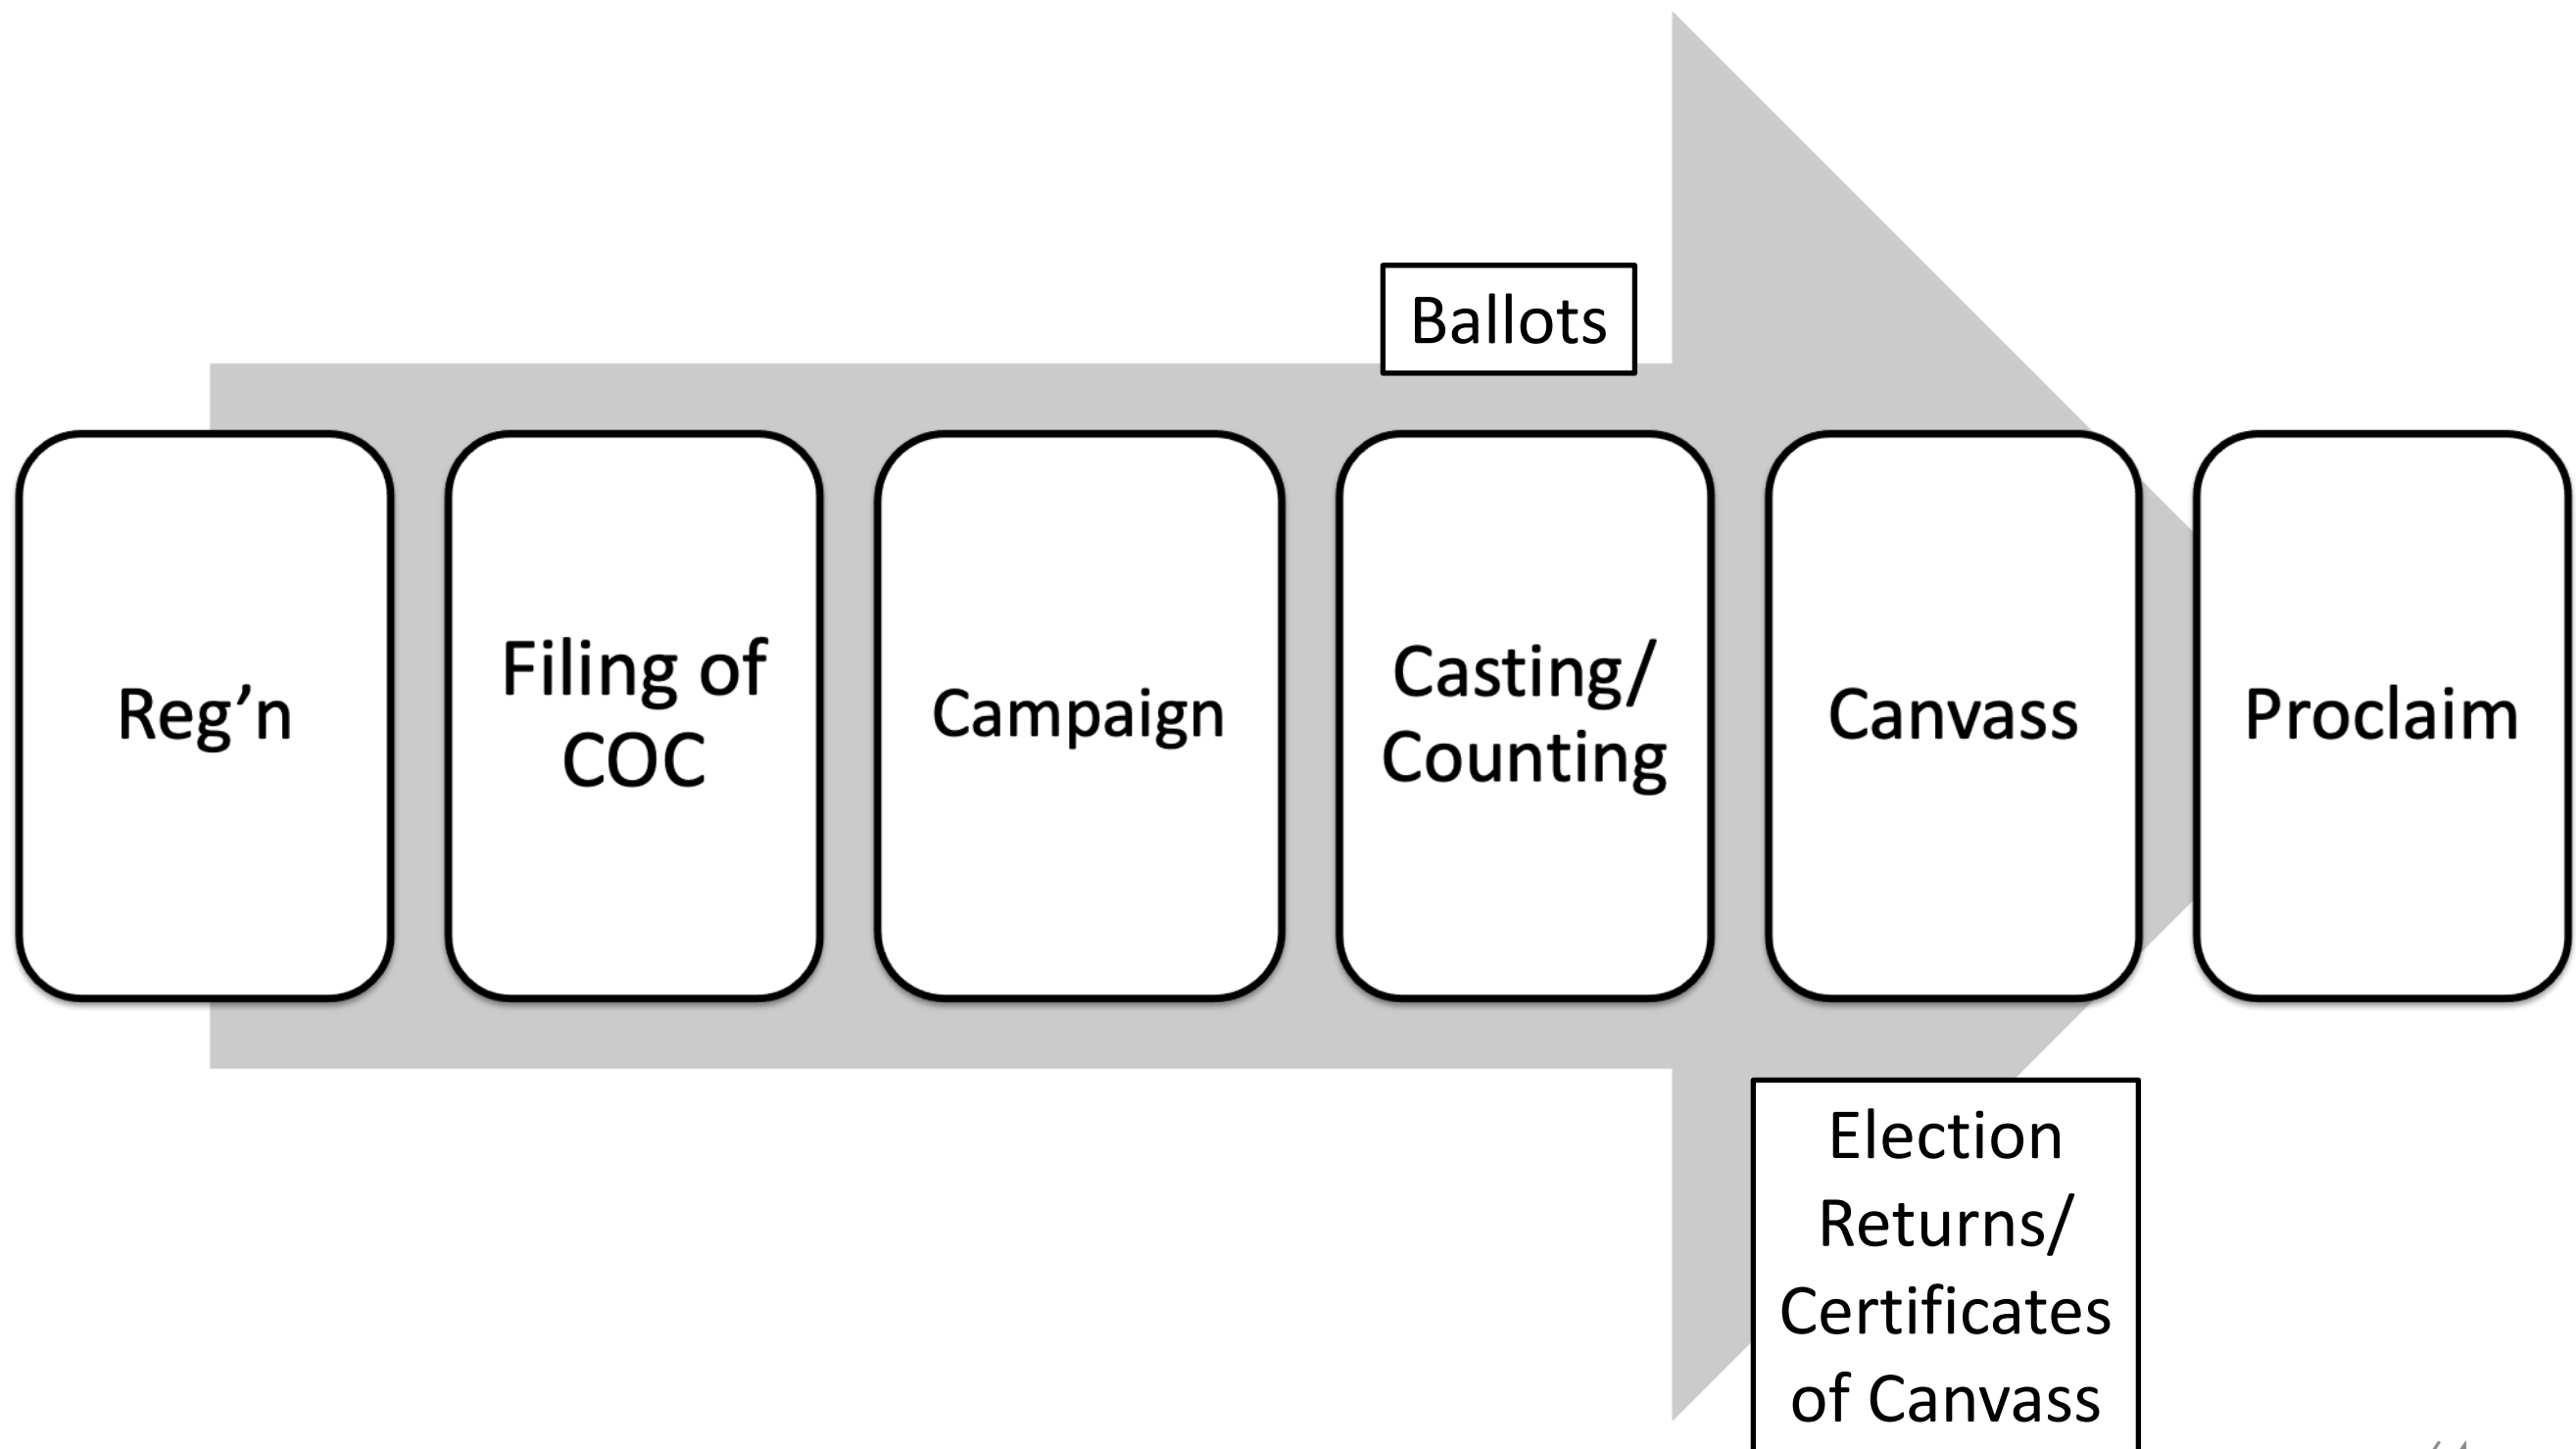 Ballots
Reg’n
Filing of
COC
Campaign
Casting/
Counting
Canvass
Proclaim
Election
Returns/
Certificates
of Canvass